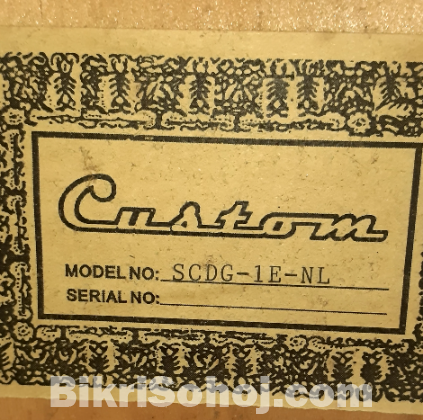 Custom
MODEL NO: SCDG-1E-NL
SERIAL NO:
BikriSohoj.com